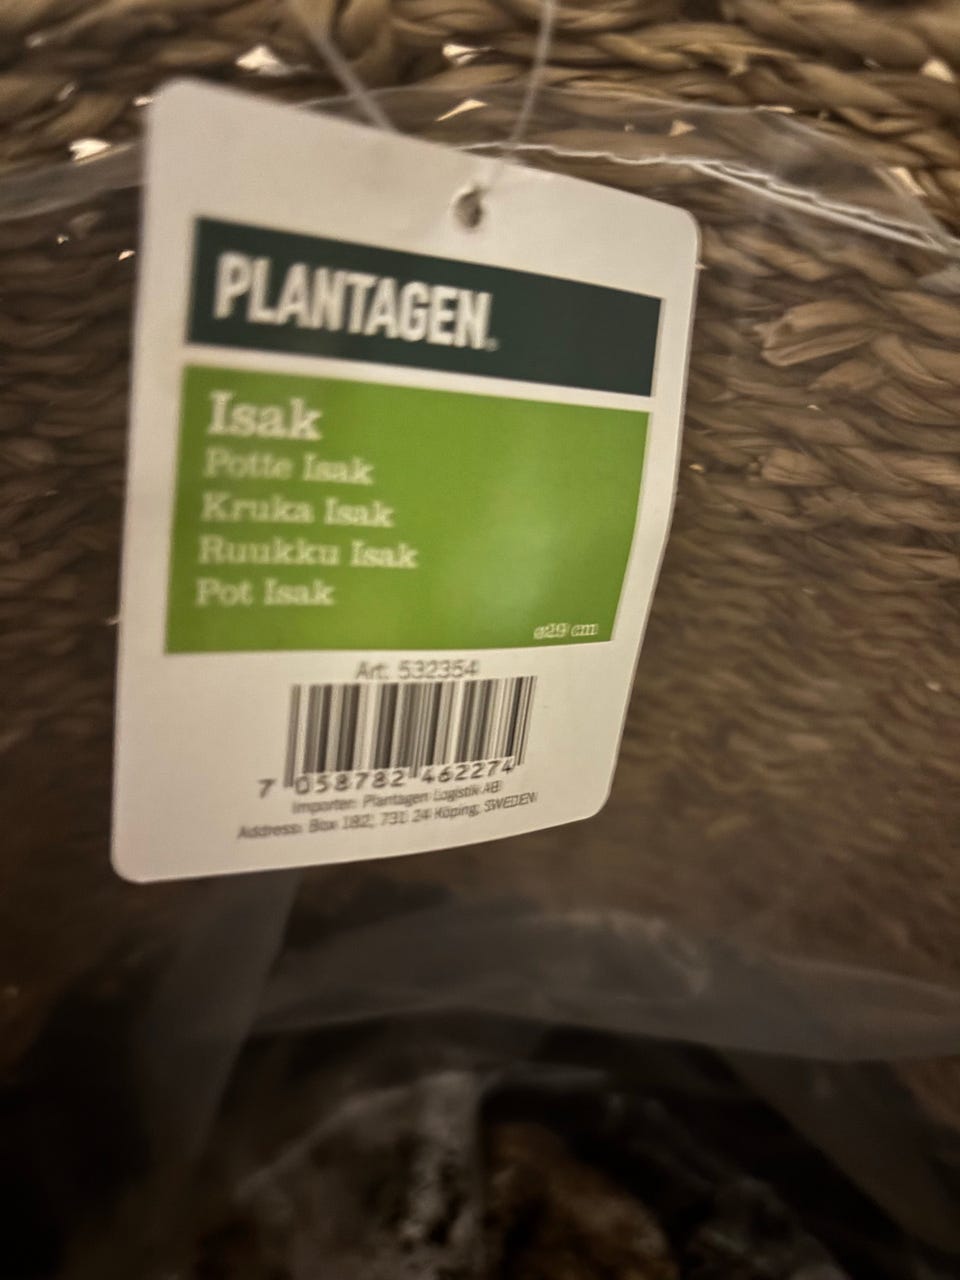 PLANTAGEN®
Isak
Potte Isak
Kruka Isak
Ruukku Isak
Pot Isak
ø29 cm
Art. 532354
7 058782 462274
Importer: Plantagen Logistik AB
Address: Box 182, 731 24 Köping, SWEDEN